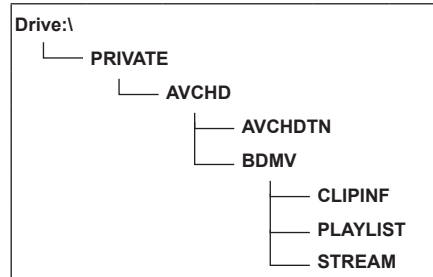 Drive:\
PRIVATE
AVCHD
AVCHDTN
BDMV
CLIPINF
PLAYLIST
STREAM